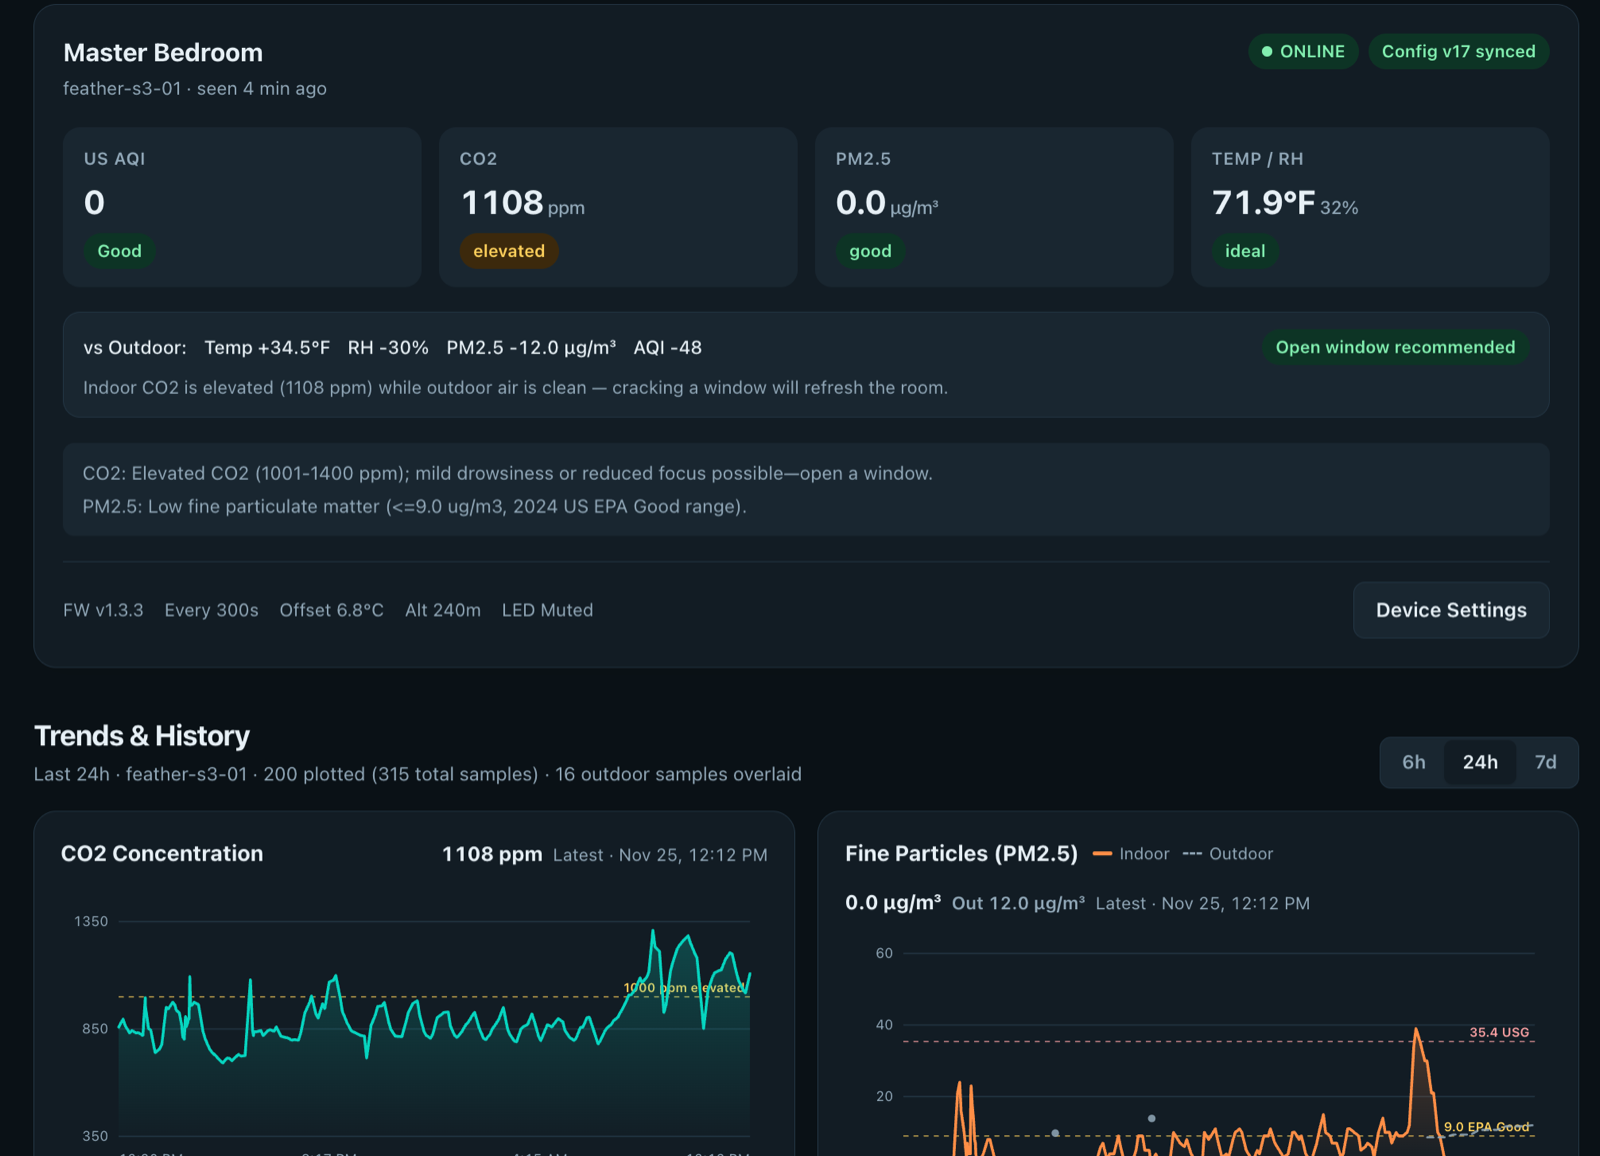 Master Bedroom
ONLINE
Config v17 synced
feather-s3-01 · seen 4 min ago
US AQI
0
Good
CO2
1108 ppm
elevated
PM2.5
0.0 µg/m³
good
TEMP / RH
71.9°F 32%
ideal
vs Outdoor: Temp +34.5°F RH -30% PM2.5 -12.0 µg/m³ AQI -48
Open window recommended
Indoor CO2 is elevated (1108 ppm) while outdoor air is clean — cracking a window will refresh the room.
CO2: Elevated CO2 (1001-1400 ppm); mild drowsiness or reduced focus possible—open a window.
PM2.5: Low fine particulate matter (<=9.0 ug/m3, 2024 US EPA Good range).
FW v1.3.3 Every 300s Offset 6.8°C Alt 240m LED Muted
Device Settings
Trends & History
Last 24h · feather-s3-01 · 200 plotted (315 total samples) · 16 outdoor samples overlaid
6h 24h 7d
CO2 Concentration
1108 ppm Latest · Nov 25, 12:12 PM
1350
1000 ppm elevated
850
350
Fine Particles (PM2.5) Indoor Outdoor
0.0 µg/m³ Out 12.0 µg/m³ Latest · Nov 25, 12:12 PM
60
40
35.4 USG
20
9.0 EPA Good